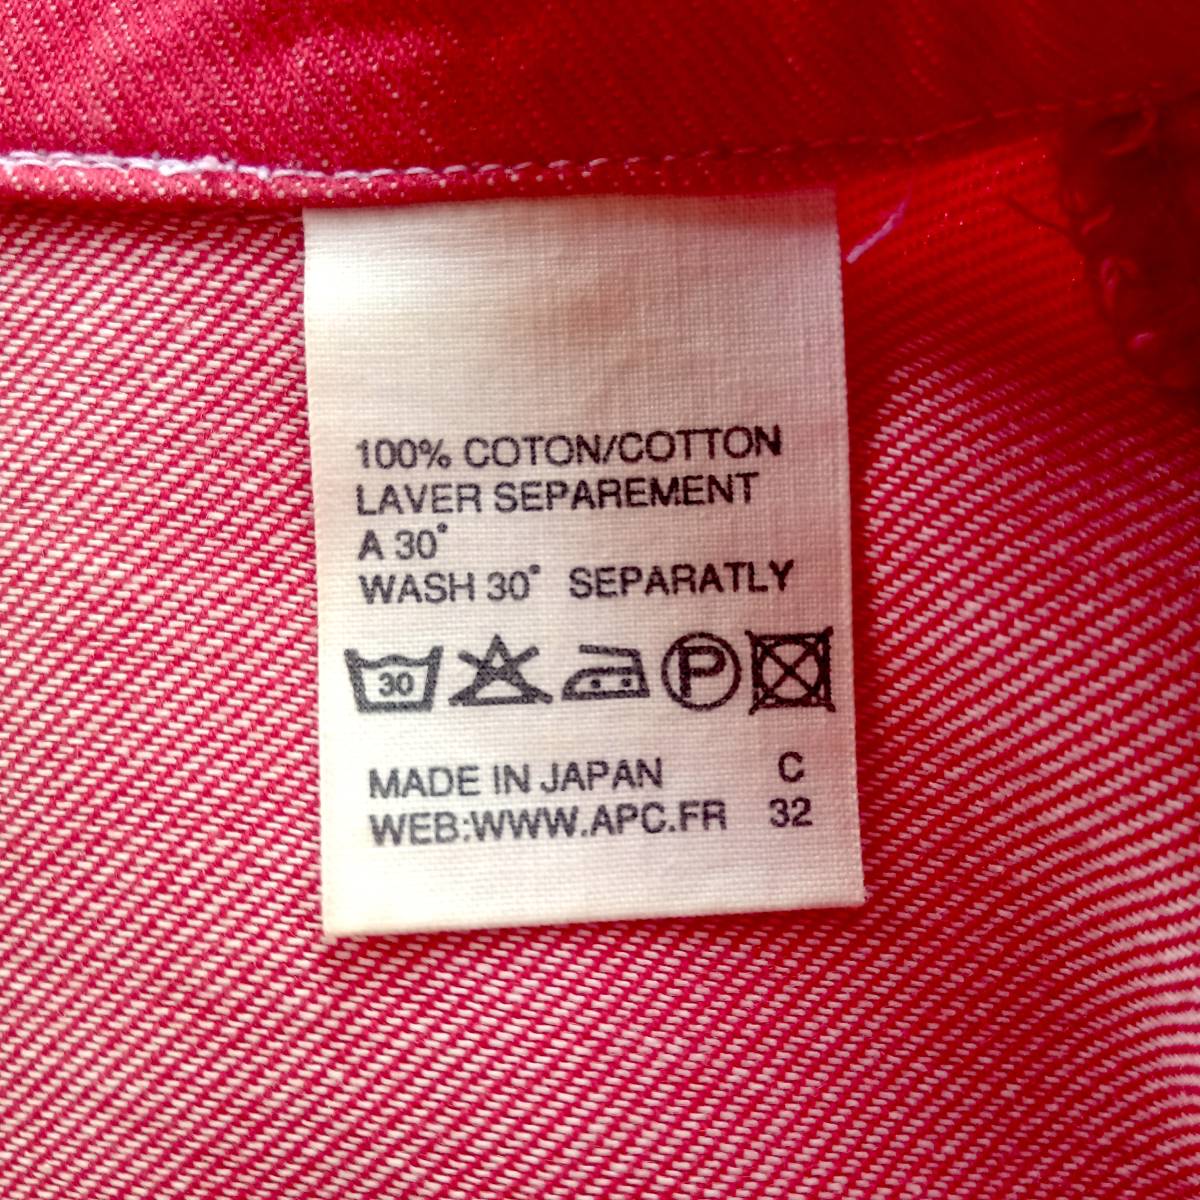 100% COTON/COTTON
LAVER SEPAREMENT
A 30°
WASH 30° SEPARATLY
30 P
MADE IN JAPAN C
WEB:WWW.APC.FR 32